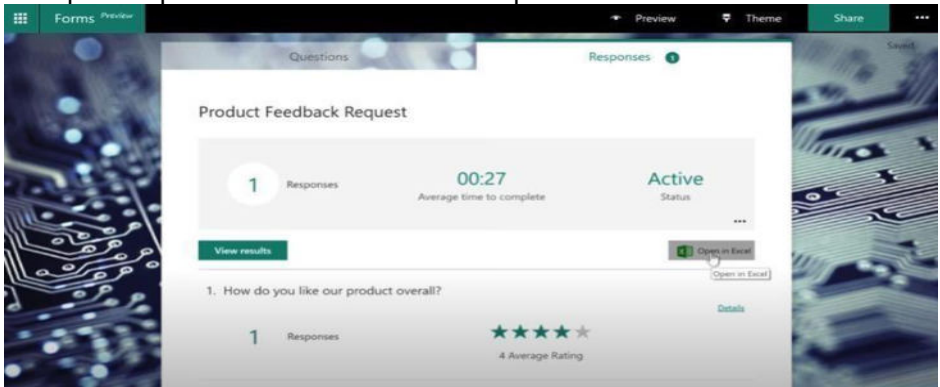 Forms Preview
Preview
Theme
Share
...
Saved
Questions
Responses 1
Product Feedback Request
1 Responses
00:27
Average time to complete
Active
Status
...
View results
Open in Excel
Open in Excel
1. How do you like our product overall?
Details
1 Responses
4 Average Rating